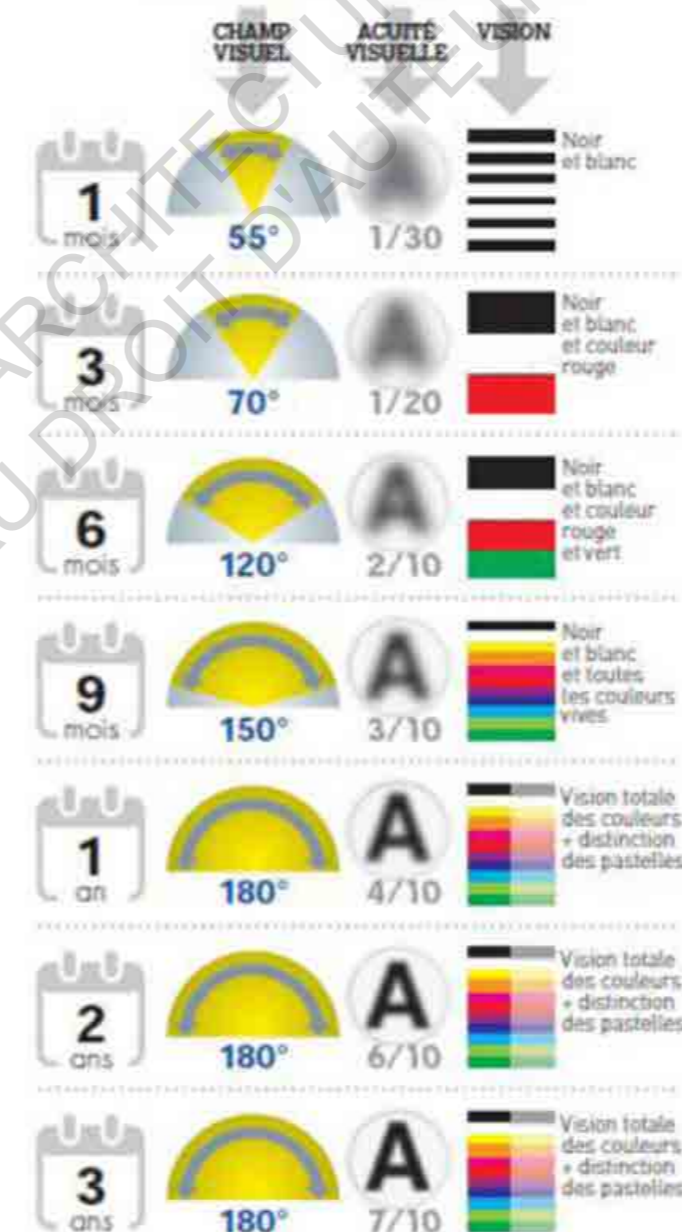 CHAMP
VISUEL
ACUITÉ
VISUELLE
VISION
1
mois
55°
A
1/30
Noir
et blanc
3
mois
70°
A
1/20
Noir
et blanc
et couleur
rouge
6
mois
120°
A
2/10
Noir
et blanc
et couleur
rouge
et vert
9
mois
150°
A
3/10
Noir
et blanc
et toutes
les couleurs
vives
1
an
180°
A
4/10
Vision totale
des couleurs
+ distinction
des pastelles
2
ans
180°
A
6/10
Vision totale
des couleurs
+ distinction
des pastelles
3
ans
180°
A
7/10
Vision totale
des couleurs
+ distinction
des pastelles
AU DROIT D'AUTEUR